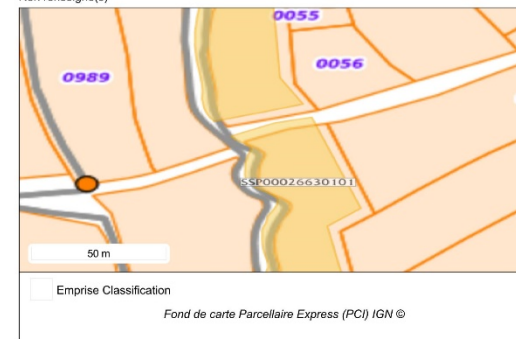 0055
0056
0989
SSP00026630101
50 m
Emprise Classification
Fond de carte Parcellaire Express (PCI) IGN ©